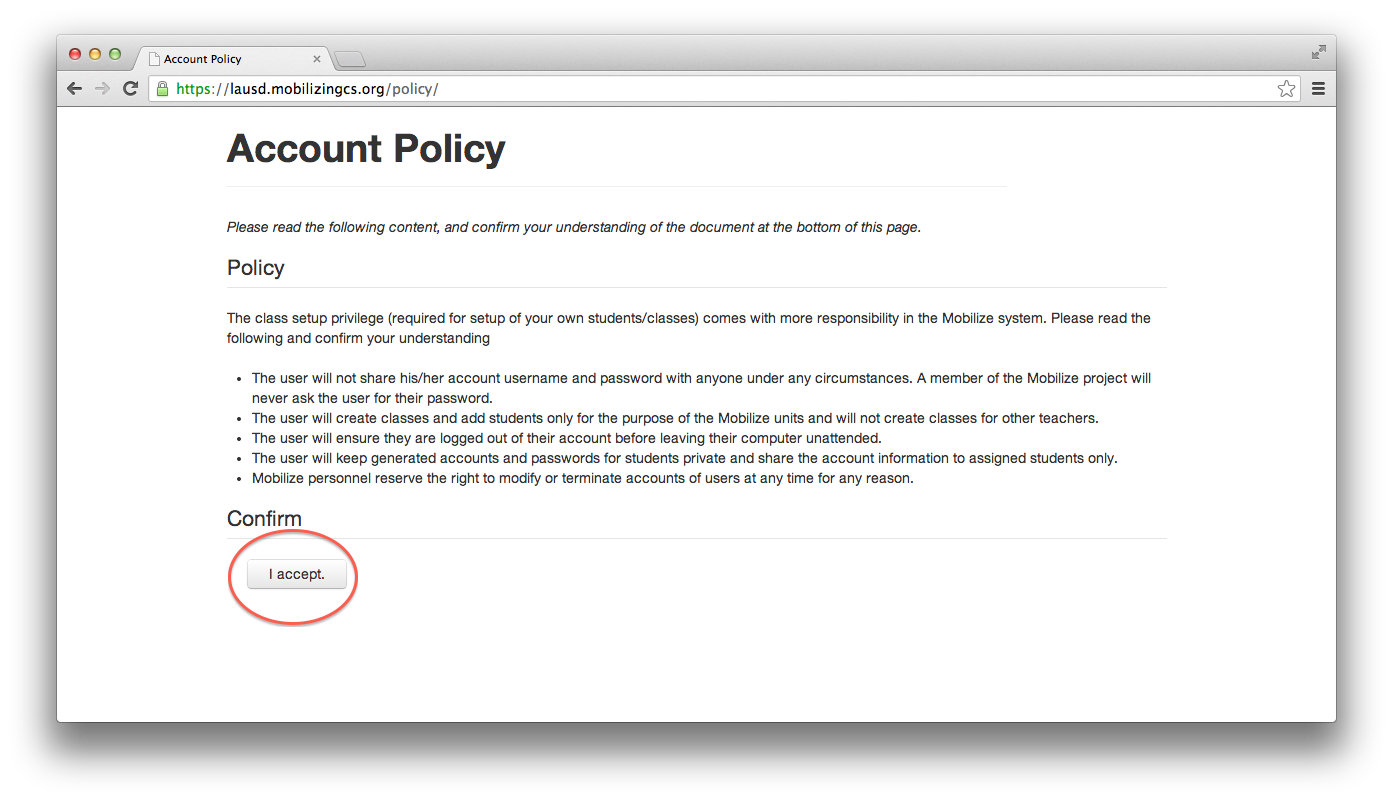 Account Policy
https://lausd.mobilizingcs.org/policy/
Account Policy
Please read the following content, and confirm your understanding of the document at the bottom of this page.
Policy
The class setup privilege (required for setup of your own students/classes) comes with more responsibility in the Mobilize system. Please read the
following and confirm your understanding
• The user will not share his/her account username and password with anyone under any circumstances. A member of the Mobilize project will
never ask the user for their password.
• The user will create classes and add students only for the purpose of the Mobilize units and will not create classes for other teachers.
• The user will ensure they are logged out of their account before leaving their computer unattended.
• The user will keep generated accounts and passwords for students private and share the account information to assigned students only.
• Mobilize personnel reserve the right to modify or terminate accounts of users at any time for any reason.
Confirm
I accept.